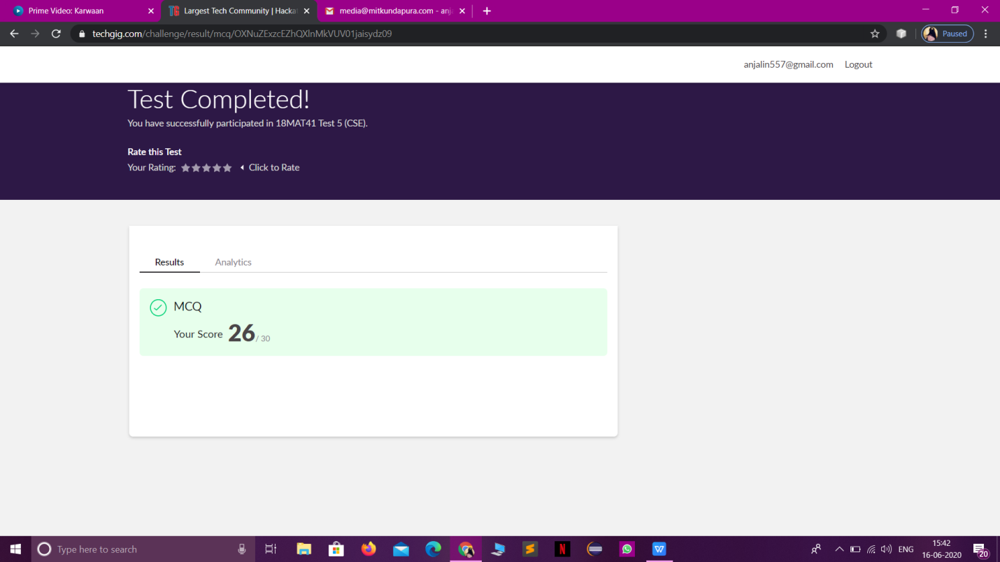 Prime Video: Karwaan
Largest Tech Community | Hacka
media@mitkundapura.com - anja
techgig.com/challenge/result/mcq/OXNuZExzcEZhQXlnMkVUV01jaisydz09
Paused
anjalin557@gmail.com Logout
Test Completed!
You have successfully participated in 18MAT41 Test 5 (CSE).
Rate this Test
Your Rating: Click to Rate
Results Analytics
MCQ
Your Score 26 / 30
Type here to search
ENG
15:42
16-06-2020
20